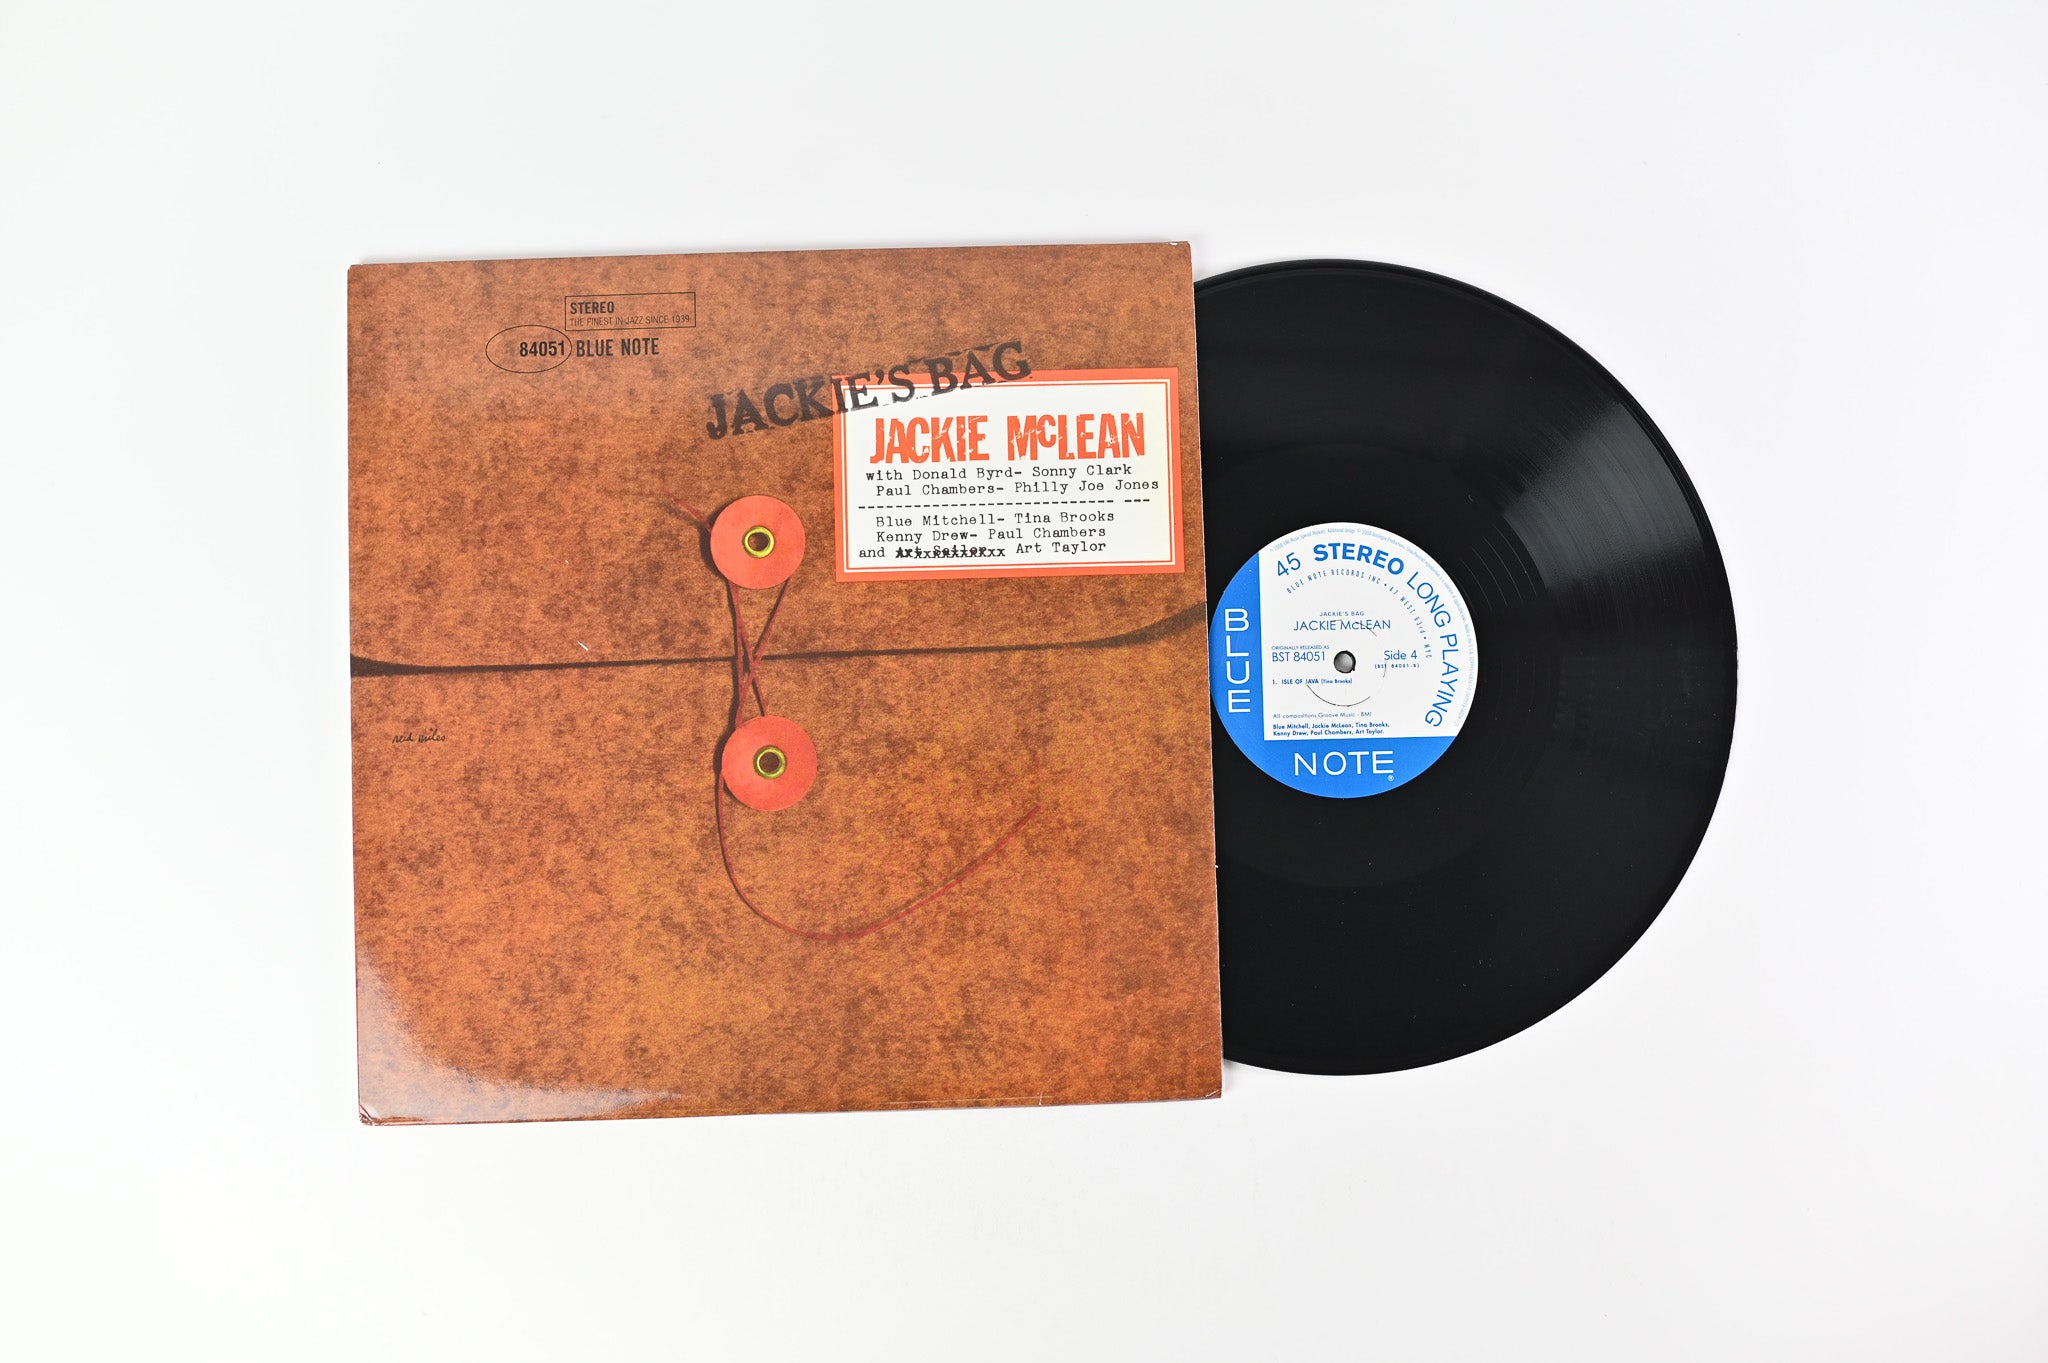 STEREO
THE FINEST IN JAZZ SINCE 1939
84051 BLUE NOTE
JACKIE'S BAG
JACKIE McLEAN
with Donald Byrd- Sonny Clark
Paul Chambers- Philly Joe Jones
---------------------------- ---
Blue Mitchell- Tina Brooks
Kenny Drew- Paul Chambers
and Art Taylor
reid miles
45 STEREO LONG PLAYING
BLUE NOTE RECORDS INC • 47 WEST 63rd • NYC
JACKIE'S BAG
JACKIE McLEAN
ORIGINALLY RELEASED AS
BST 84051
Side 4
1. ISLE OF JAVA (Tina Brooks)
All compositions Groove Music - BMI
Blue Mitchell, Jackie McLean, Tina Brooks,
Kenny Drew, Paul Chambers, Art Taylor.
BLUE
NOTE
®